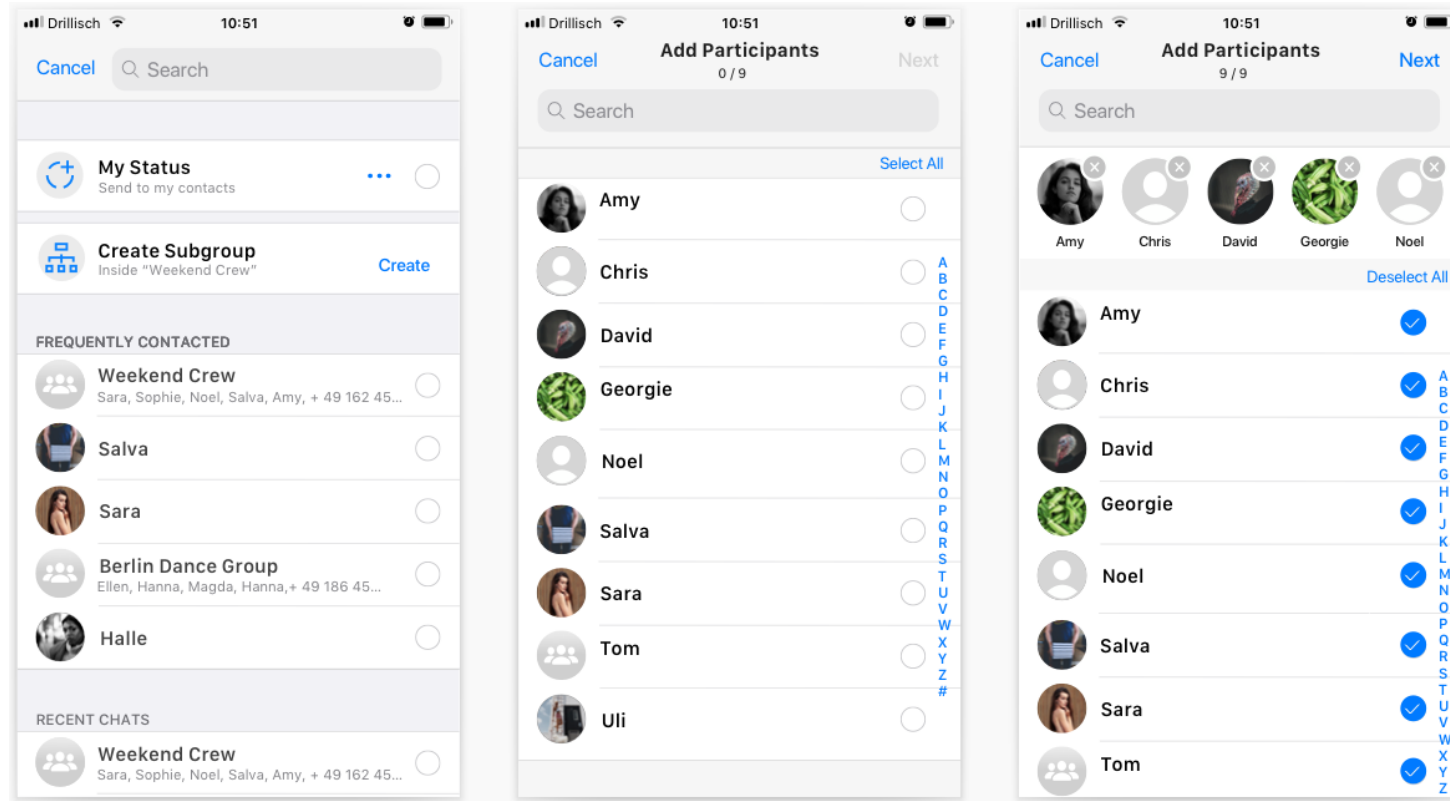 Drillisch 10:51
Cancel Search
My Status
Send to my contacts
Create Subgroup
Inside "Weekend Crew"
Create
FREQUENTLY CONTACTED
Weekend Crew
Sara, Sophie, Noel, Salva, Amy, + 49 162 45...
Salva
Sara
Berlin Dance Group
Ellen, Hanna, Magda, Hanna,+ 49 186 45...
Halle
RECENT CHATS
Weekend Crew
Sara, Sophie, Noel, Salva, Amy, + 49 162 45...
Drillisch 10:51
Cancel Add Participants Next
0 / 9
Search
Select All
Amy
Chris
David
Georgie
Noel
Salva
Sara
Tom
Uli
A
B
C
D
E
F
G
H
I
J
K
L
M
N
O
P
Q
R
S
T
U
V
W
X
Y
Z
#
Drillisch 10:51
Cancel Add Participants Next
9 / 9
Search
Amy Chris David Georgie Noel
Deselect All
Amy
Chris
David
Georgie
Noel
Salva
Sara
Tom
A
B
C
D
E
F
G
H
I
J
K
L
M
N
O
P
Q
R
S
T
U
V
W
X
Y
Z